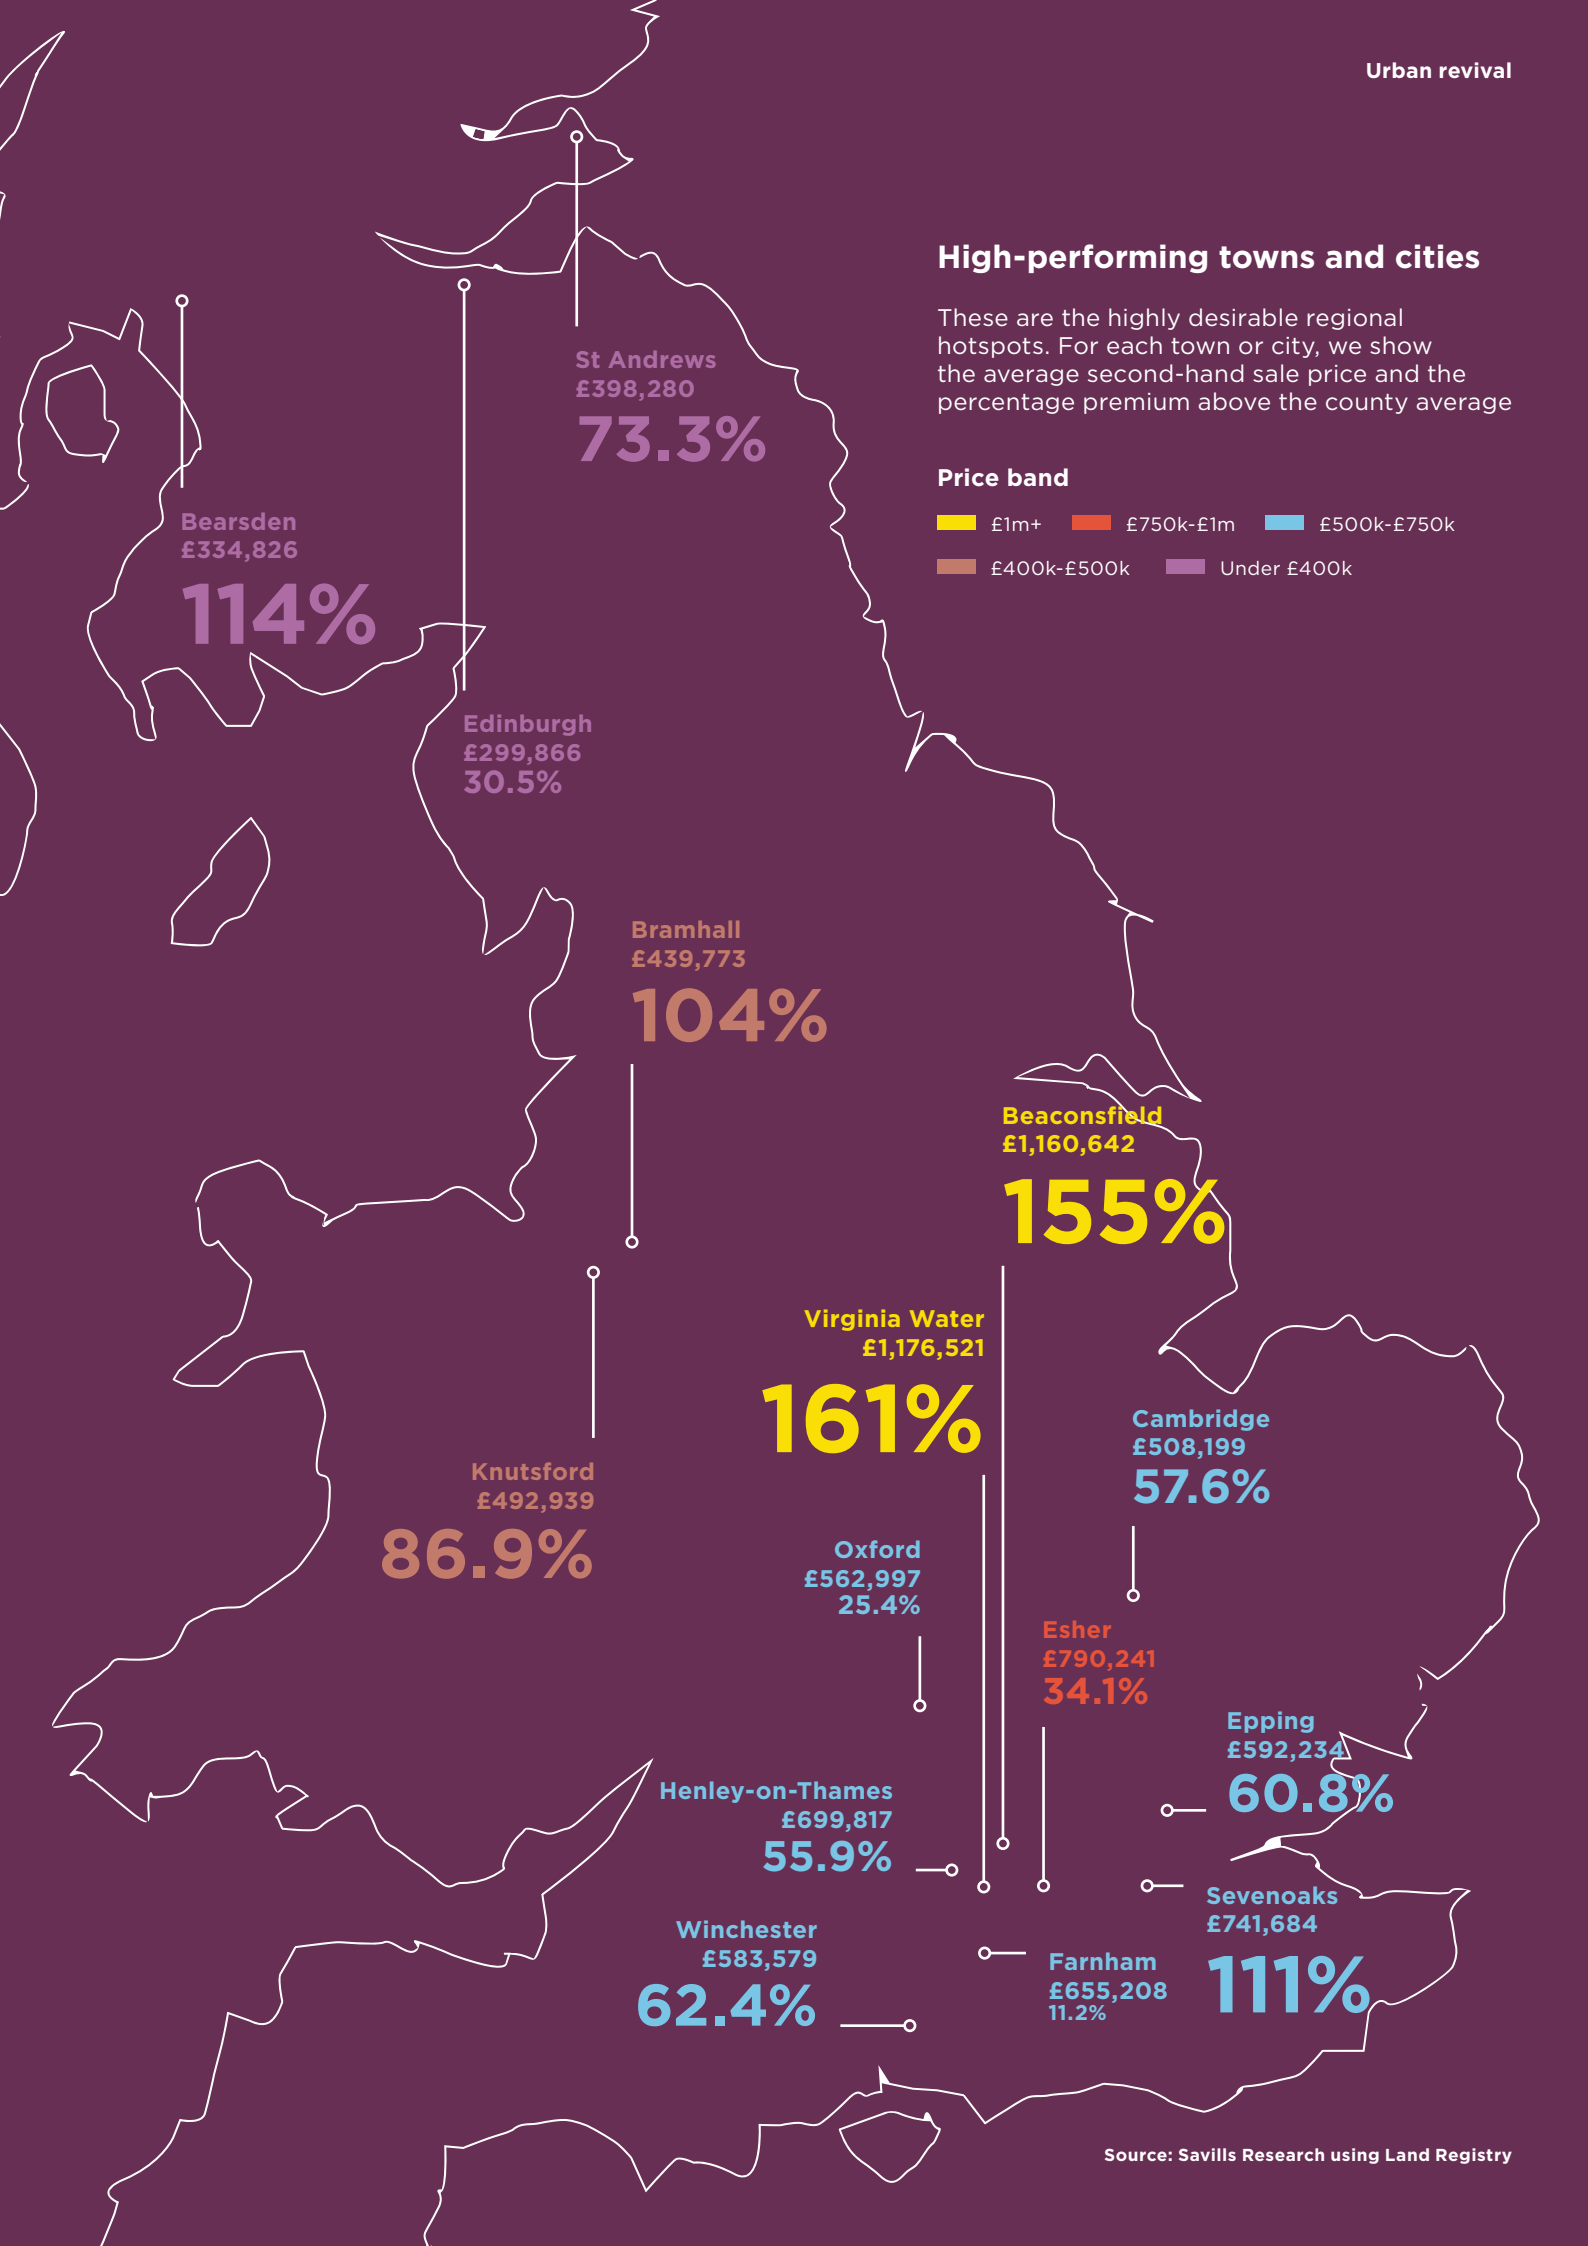 Urban revival
High-performing towns and cities
These are the highly desirable regional
hotspots. For each town or city, we show
the average second-hand sale price and the
percentage premium above the county average
Price band
£1m+
£750k-£1m
£500k-£750k
£400k-£500k
Under £400k
St Andrews
£398,280
73.3%
Bearsden
£334,826
114%
Edinburgh
£299,866
30.5%
Bramhall
£439,773
104%
Beaconsfield
£1,160,642
155%
Virginia Water
£1,176,521
161%
Cambridge
£508,199
57.6%
Knutsford
£492,939
86.9%
Oxford
£562,997
25.4%
Esher
£790,241
34.1%
Epping
£592,234
60.8%
Henley-on-Thames
£699,817
55.9%
Sevenoaks
£741,684
111%
Winchester
£583,579
62.4%
Farnham
£655,208
11.2%
Source: Savills Research using Land Registry